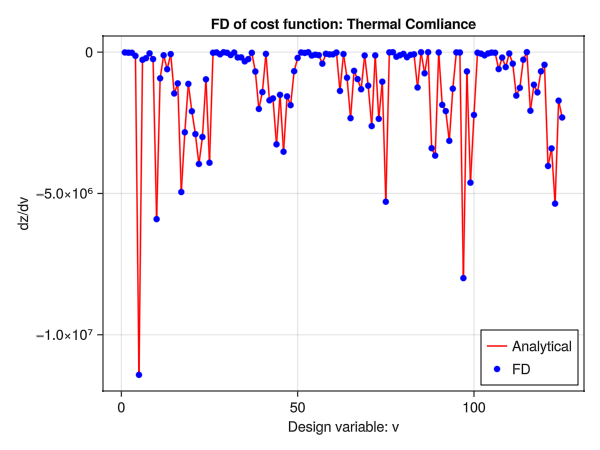 FD of cost function: Thermal Comliance
0
−5.0×10⁶
−1.0×10⁷
dz/dv
Analytical
FD
0
50
100
Design variable: v